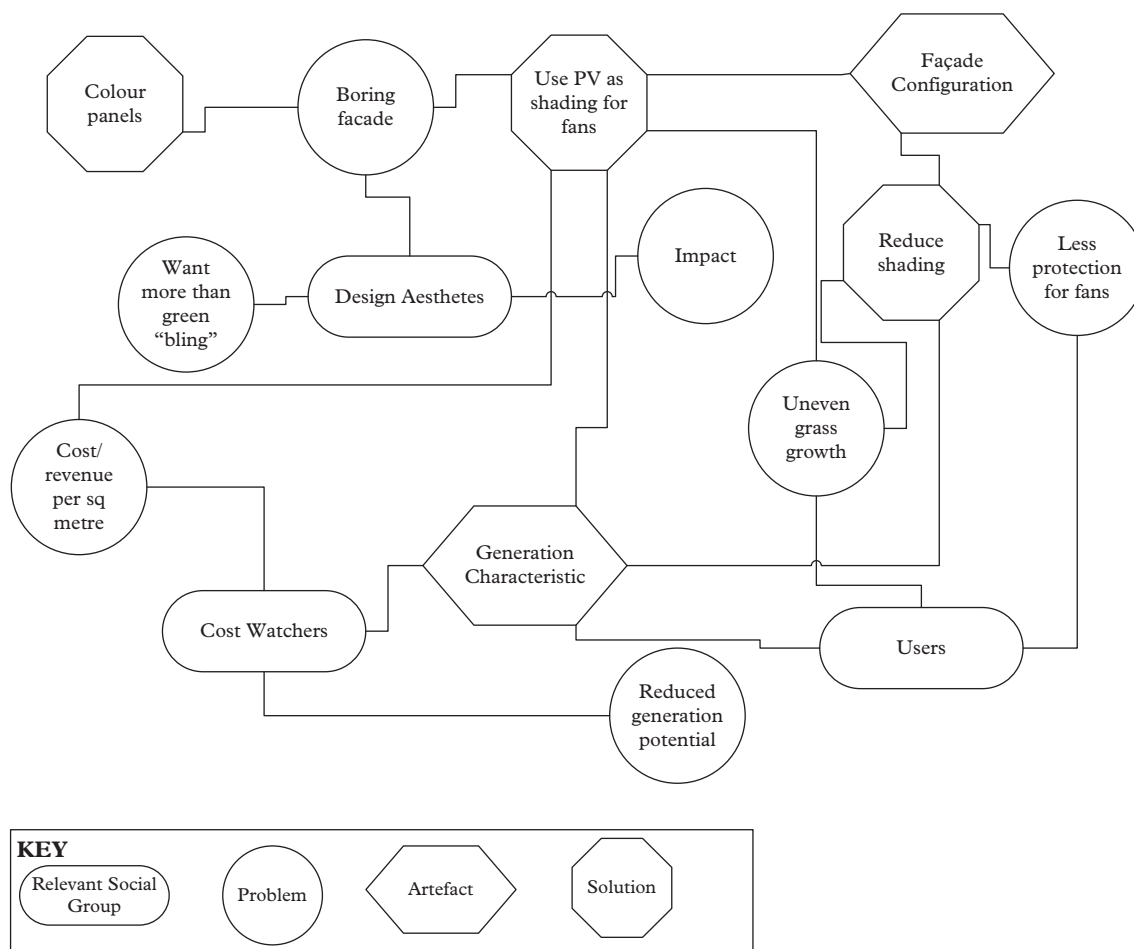 Colour
panels
Boring
facade
Use PV as
shading for
fans
Façade
Configuration
Want
more than
green
“bling”
Design Aesthetes
Impact
Reduce
shading
Less
protection
for fans
Cost/
revenue
per sq
metre
Uneven
grass
growth
Generation
Characteristic
Cost Watchers
Users
Reduced
generation
potential
KEY
Relevant Social
Group
Problem
Artefact
Solution